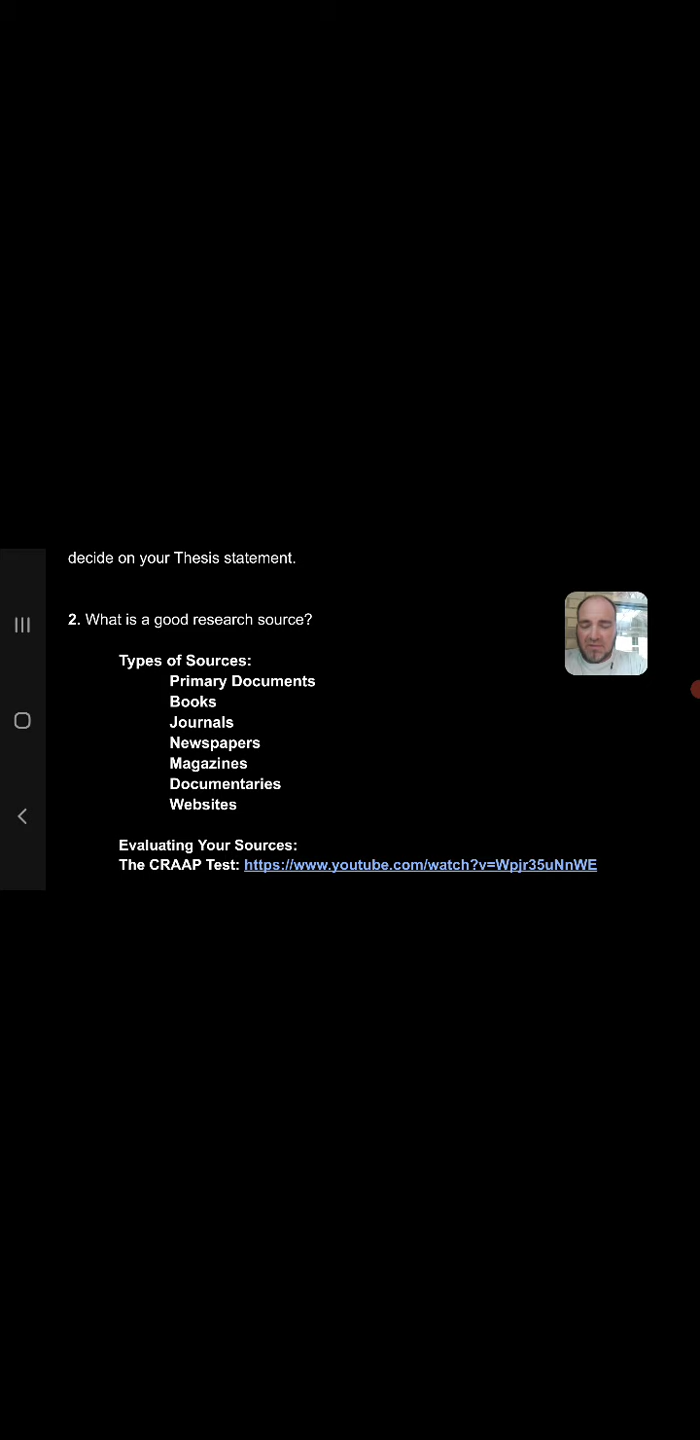 decide on your Thesis statement.
2. What is a good research source?
Types of Sources:
Primary Documents
Books
Journals
Newspapers
Magazines
Documentaries
Websites
Evaluating Your Sources:
The CRAAP Test: https://www.youtube.com/watch?v=Wpjr35uNnWE